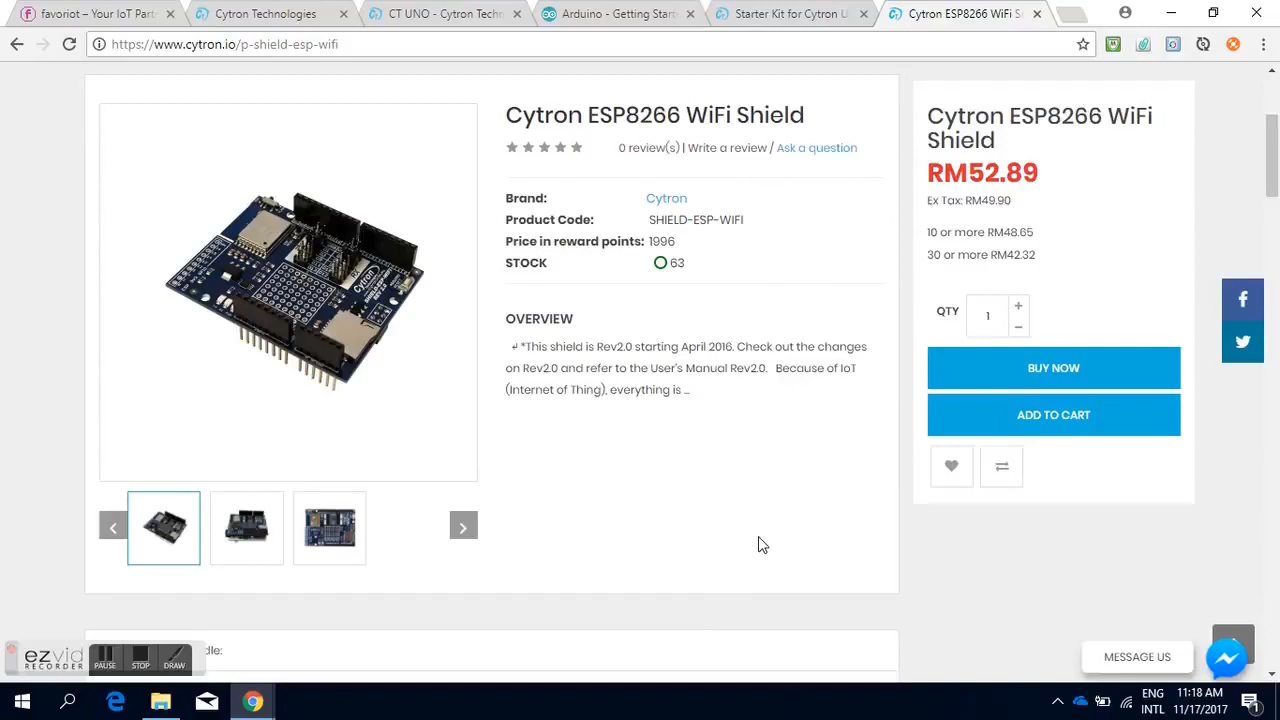 favoriot – Your IoT Part
Cytron Technologies
CT UNO - Cytron Techn
Arduino - Getting Start
Starter Kit for Cytron U
Cytron ESP8266 WiFi S
https://www.cytron.io/p-shield-esp-wifi
Cytron ESP8266 WiFi Shield
0 review(s) | Write a review / Ask a question
Brand: Cytron
Product Code: SHIELD-ESP-WIFI
Price in reward points: 1996
STOCK 63
OVERVIEW
*This shield is Rev2.0 starting April 2016. Check out the changes
on Rev2.0 and refer to the User's Manual Rev2.0. Because of IoT
(Internet of Thing), everything is ...
Cytron ESP8266 WiFi
Shield
RM52.89
Ex Tax: RM49.90
10 or more RM48.65
30 or more RM42.32
QTY 1
BUY NOW
ADD TO CART
Cytron
dle:
ezvid
RECORDER
PAUSE
STOP
DRAW
MESSAGE US
ENG
INTL
11:18 AM
11/17/2017